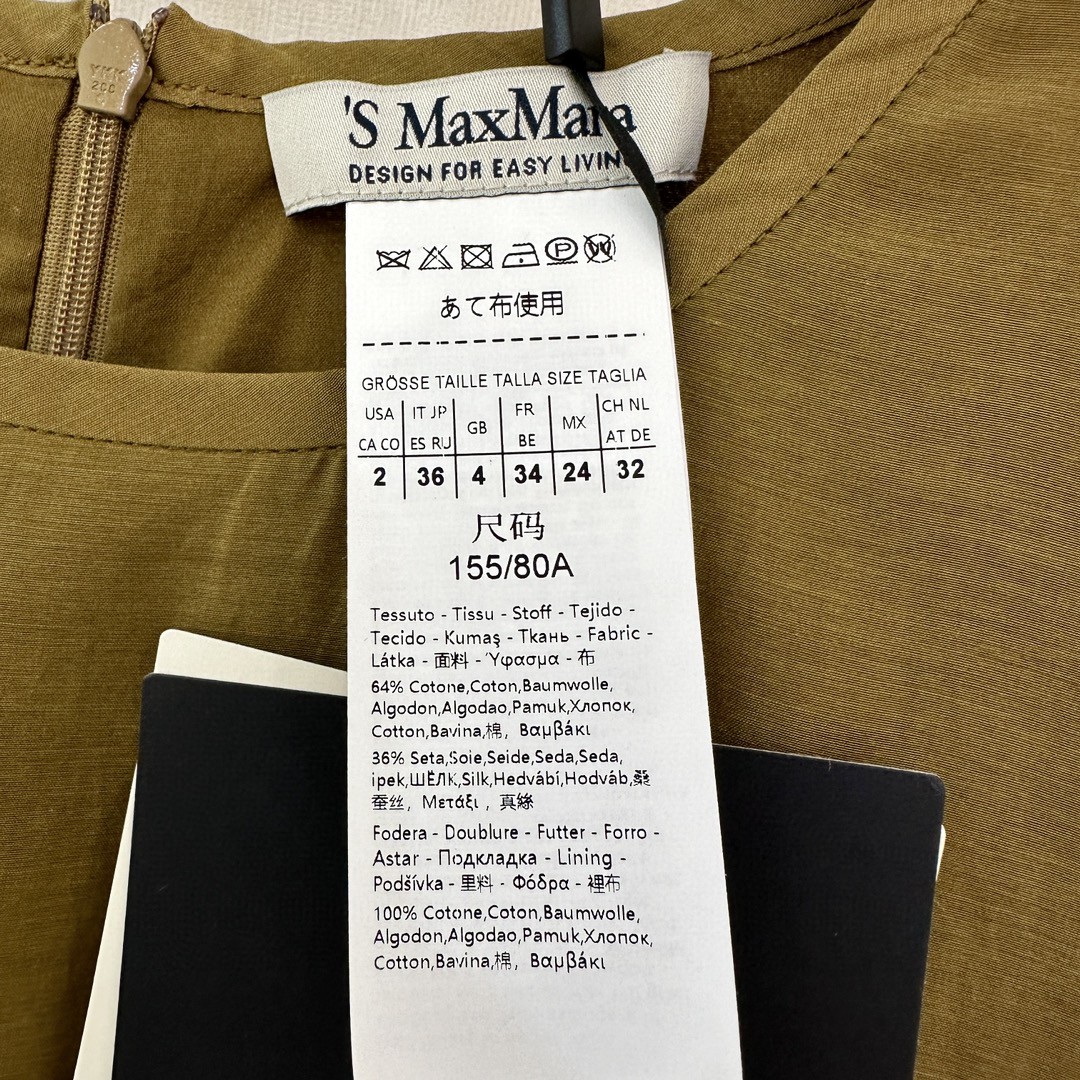 YKK
'S MaxMara
DESIGN FOR EASY LIVING
P W
あて布使用
GRÖSSE TAILLE TALLA SIZE TAGLIA
USA IT JP GB FR MX CH NL
CA CO ES RU BE AT DE
2 36 4 34 24 32
尺码
155/80A
Tessuto - Tissu - Stoff - Tejido -
Tecido - Kumaş - Ткань - Fabric -
Látka - 面料 - Ύφασμα - 布
64% Cotone,Coton,Baumwolle,
Algodon,Algodao,Pamuk,Хлопок,
Cotton,Bavina,棉, Βαμβάκι
36% Seta,Soie,Seide,Seda,Seda,
ipek,ШЁЛК,Silk,Hedvábí,Hodváb,桑
蚕丝, Μετάξι , 真絲
Fodera - Doublure - Futter - Forro -
Astar - Подкладка - Lining -
Podšívka - 里料 - Φόδρα - 裡布
100% Cotone,Coton,Baumwolle,
Algodon,Algodao,Pamuk,Хлопок,
Cotton,Bavina,棉, Βαμβάκι